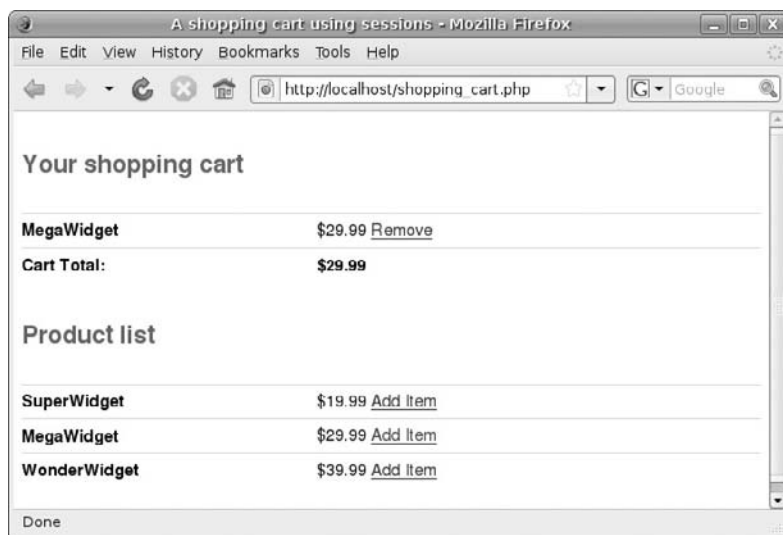 A shopping cart using sessions - Mozilla Firefox
File Edit View History Bookmarks Tools Help
http://localhost/shopping_cart.php G Google
Your shopping cart
MegaWidget $29.99 Remove
Cart Total: $29.99
Product list
SuperWidget $19.99 Add Item
MegaWidget $29.99 Add Item
WonderWidget $39.99 Add Item
Done